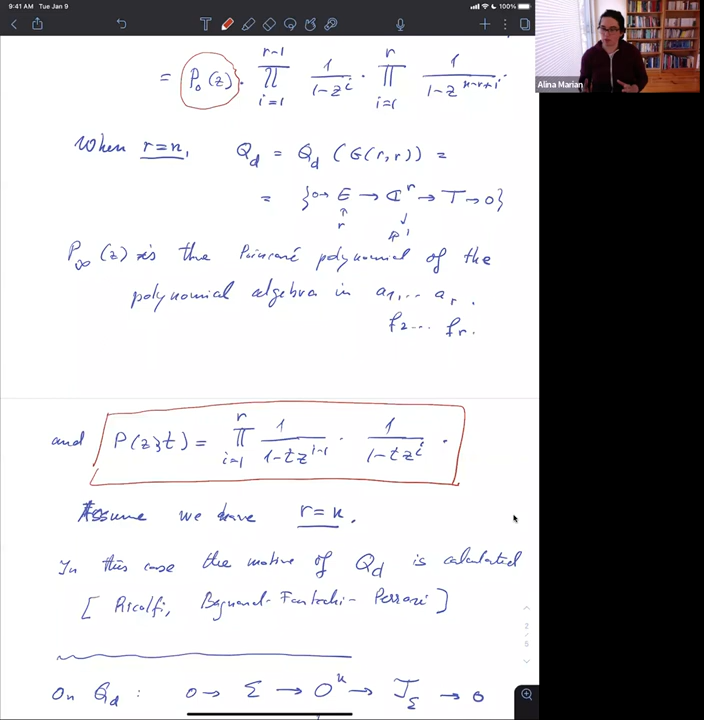 9:41 AM Tue Jan 9
100%
Alina Marian
= P₀(z) · ∏_{i=1}^{r-1} 1/(1-z^i) · ∏_{i=1}^{r} 1/(1-z^{n-r+i}) .
When r=n, Q_d = Q_d (G(r,r)) =
= {0→ E → ℂ^r → T → 0}
↑ ↓
r ℙ¹
P_∞ (z) is the Poincaré polynomial of the
polynomial algebra in a₁,... a_r .
f₂ ... f_r .
and P(z;t) = ∏_{i=1}^{r} 1/(1-tz^{i-1}) · 1/(1-tz^i) .
Assume we have r=n.
In this case the motive of Q_d is calculated
[ Ricolfi, Bagnarol-Fantechi-Perroni ]
2
/
5
On Q_d : 0 → Σ → O^n → T_Σ → 0